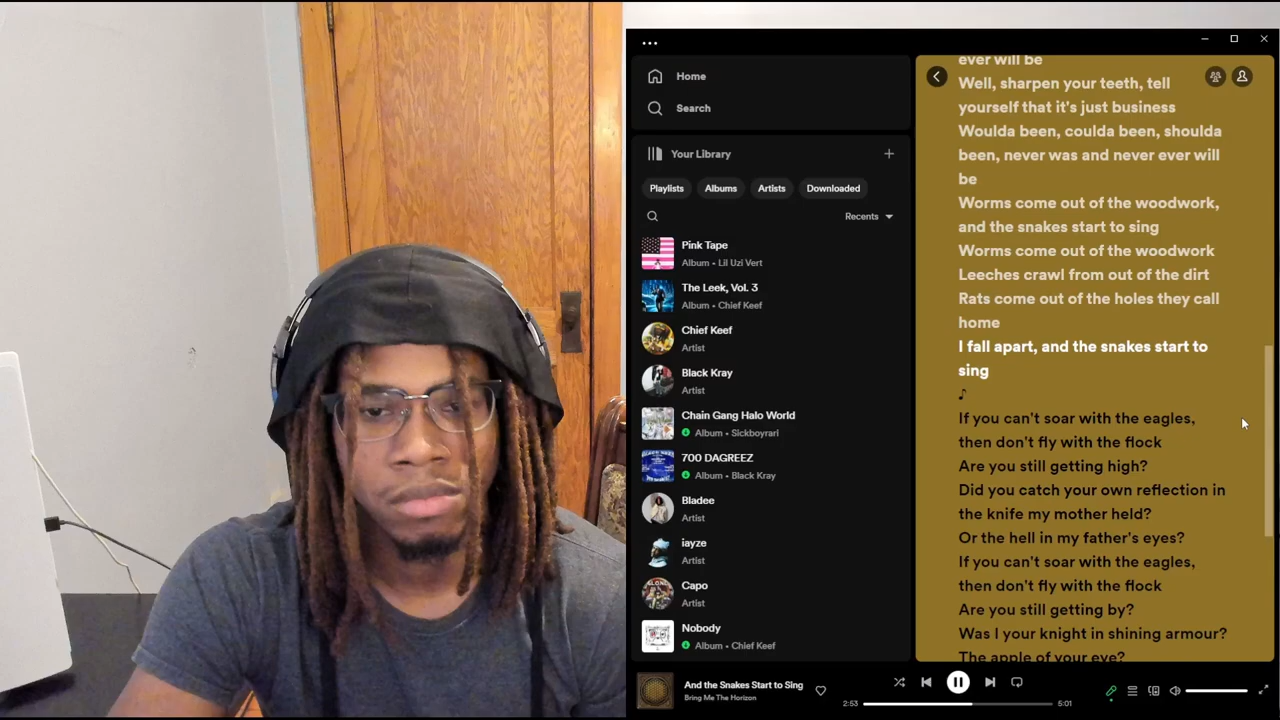 Home
Search
Your Library
Playlists
Albums
Artists
Downloaded
Recents
Pink Tape
Album • Lil Uzi Vert
The Leek, Vol. 3
Album • Chief Keef
Chief Keef
Artist
Black Kray
Artist
Chain Gang Halo World
Album • Sickboyrari
700 DAGREEZ
Album • Black Kray
Bladee
Artist
iayze
Artist
Capo
Artist
Nobody
Album • Chief Keef
ever will be
Well, sharpen your teeth, tell
yourself that it's just business
Woulda been, coulda been, shoulda
been, never was and never ever will
be
Worms come out of the woodwork,
and the snakes start to sing
Worms come out of the woodwork
Leeches crawl from out of the dirt
Rats come out of the holes they call
home
I fall apart, and the snakes start to
sing
♪
If you can't soar with the eagles,
then don't fly with the flock
Are you still getting high?
Did you catch your own reflection in
the knife my mother held?
Or the hell in my father's eyes?
If you can't soar with the eagles,
then don't fly with the flock
Are you still getting by?
Was I your knight in shining armour?
The apple of your eye?
And the Snakes Start to Sing
Bring Me The Horizon
2:53
5:01